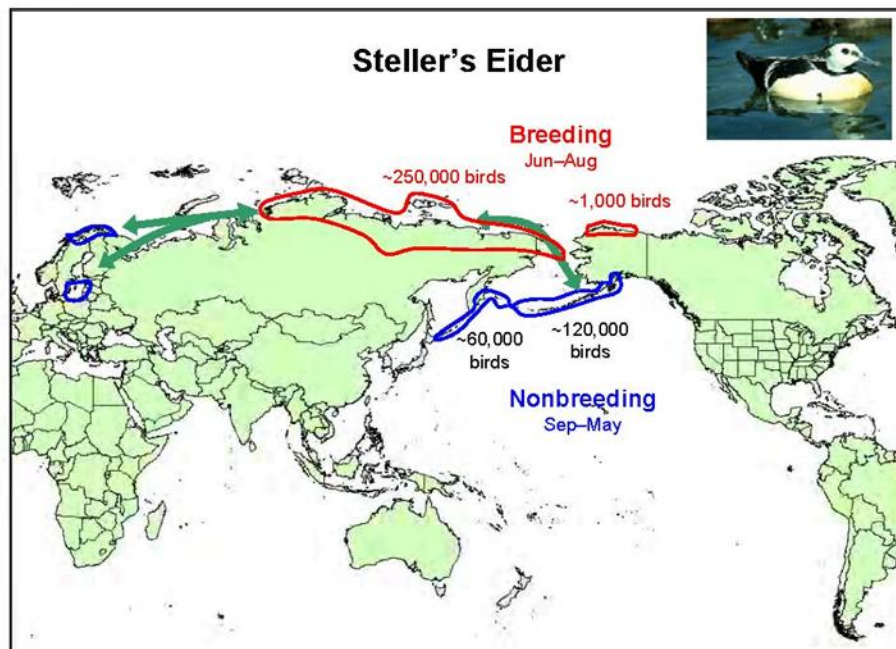 Steller's Eider
Breeding
Jun–Aug
~250,000 birds
~1,000 birds
~60,000
birds
~120,000
birds
Nonbreeding
Sep–May